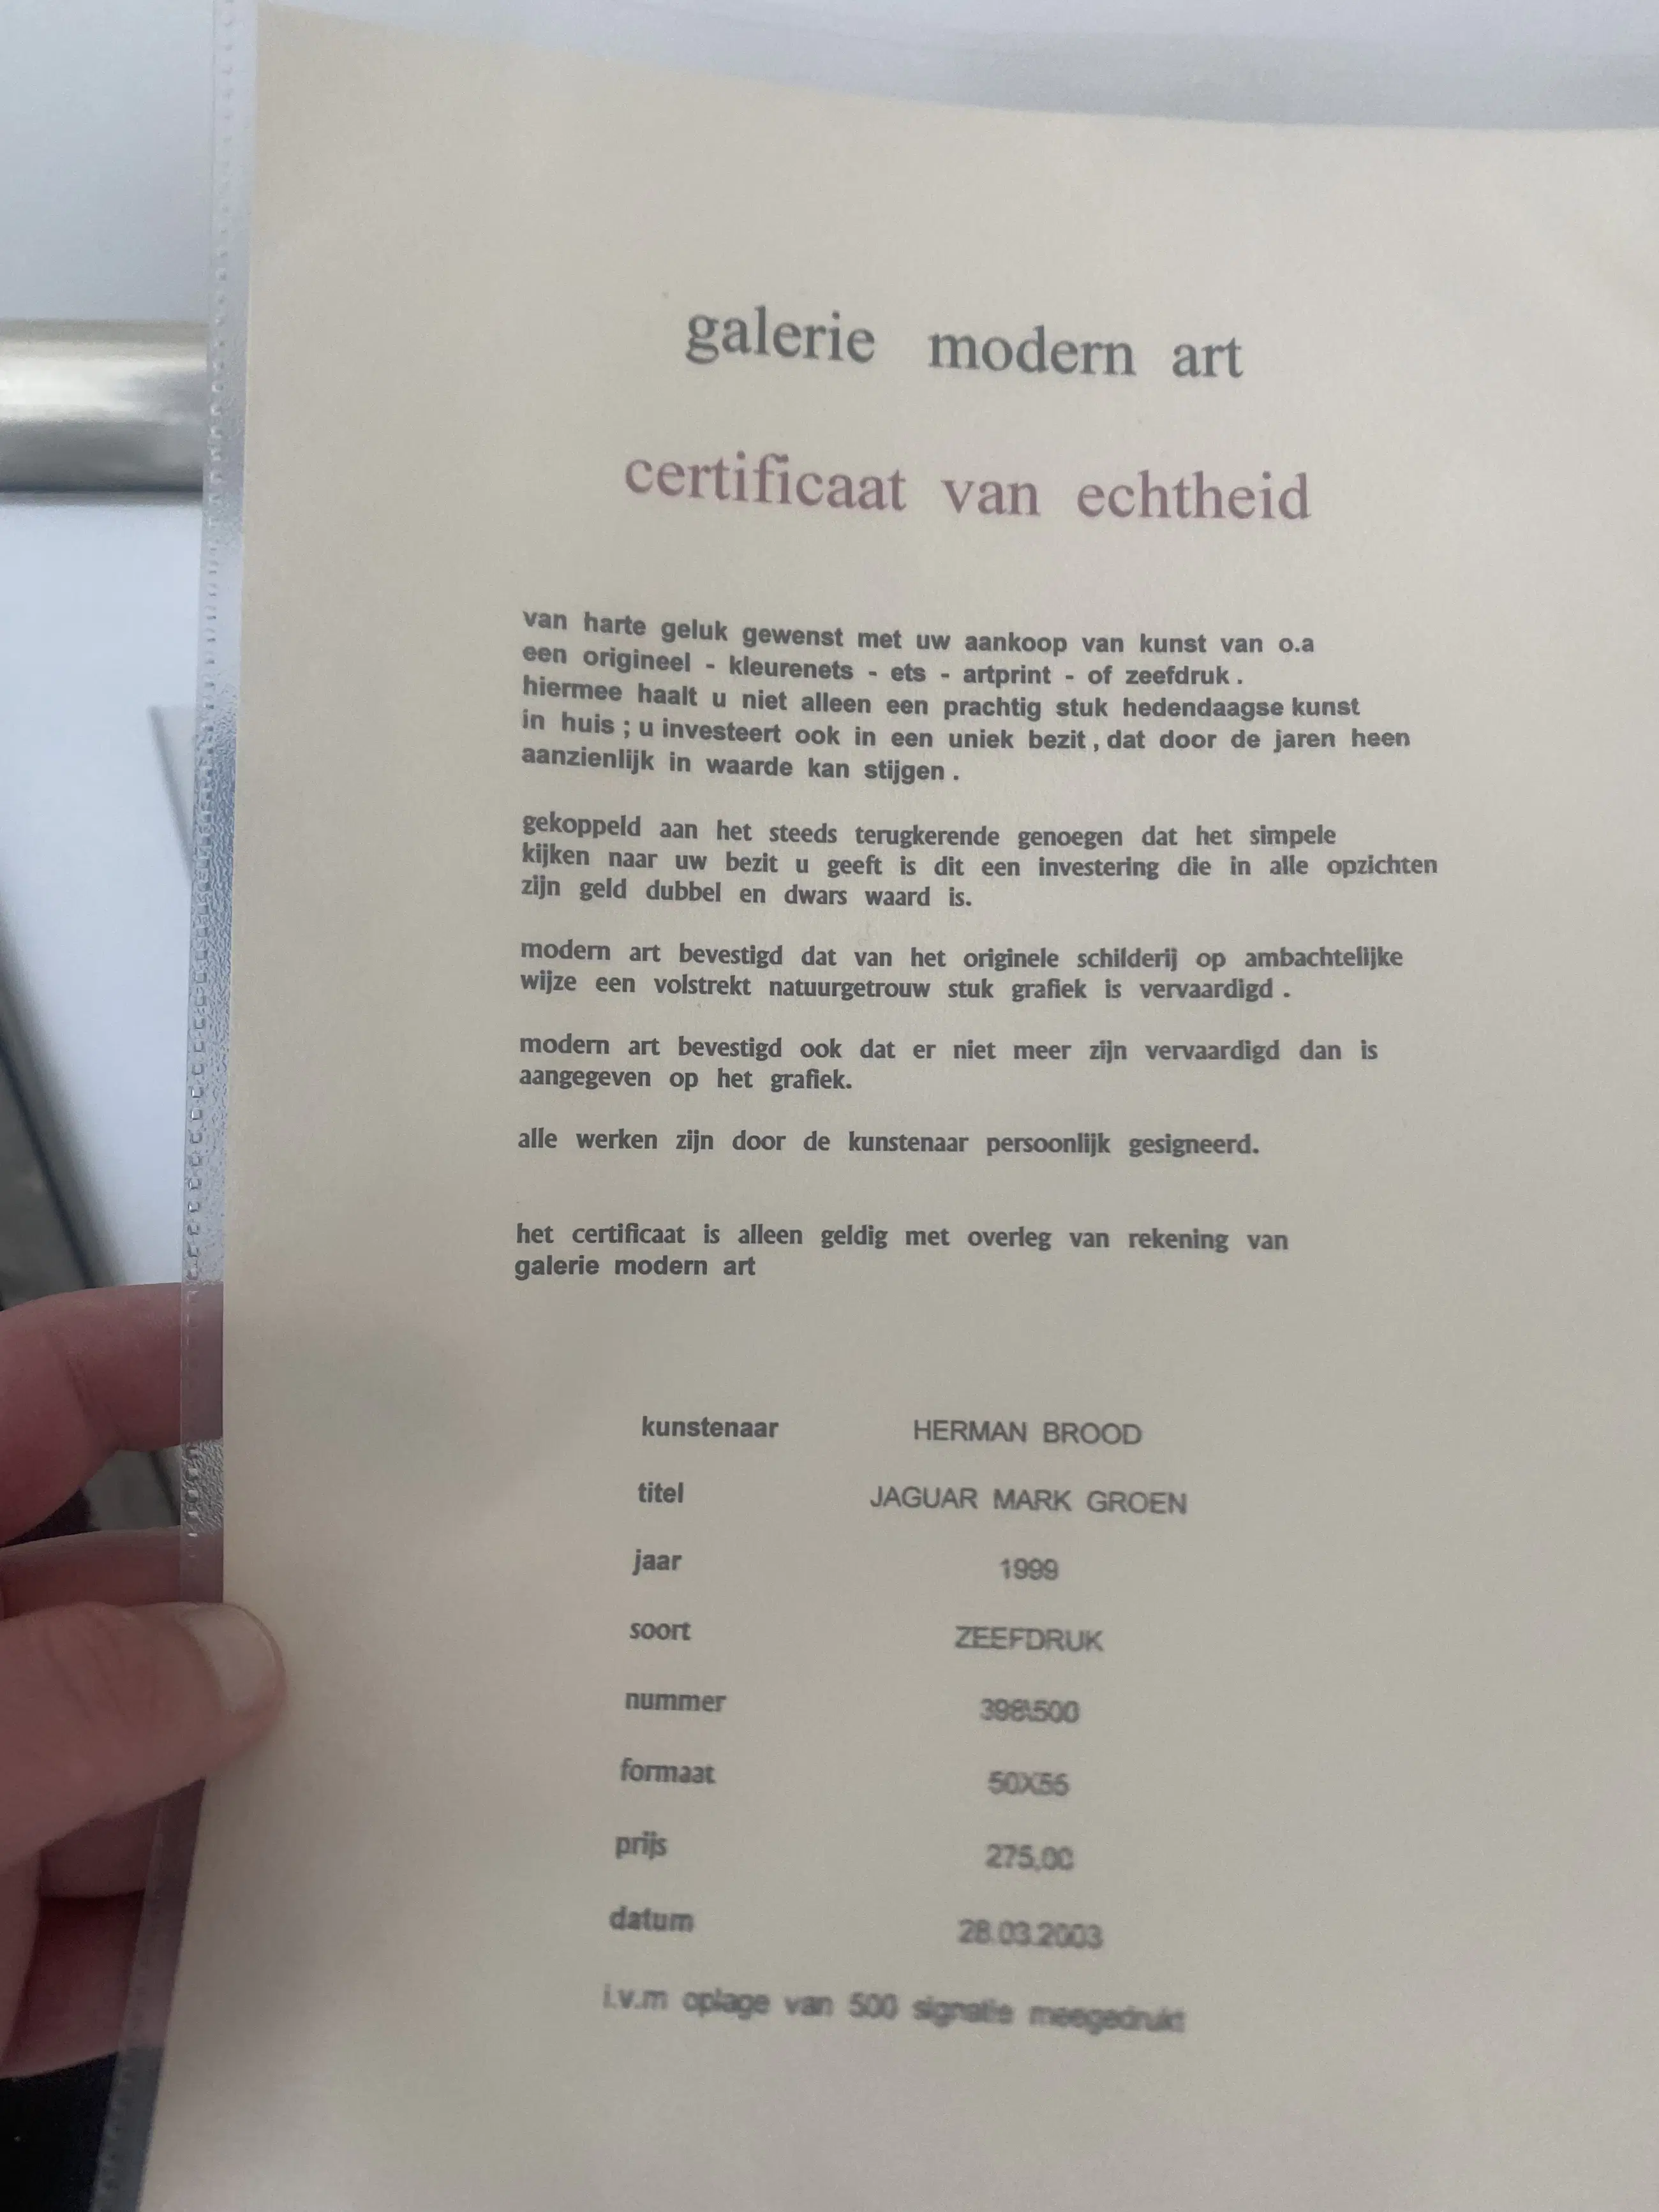 galerie modern art
certificaat van echtheid
van harte geluk gewenst met uw aankoop van kunst van o.a
een origineel - kleurenets - ets - artprint - of zeefdruk .
hiermee haalt u niet alleen een prachtig stuk hedendaagse kunst
in huis ; u investeert ook in een uniek bezit , dat door de jaren heen
aanzienlijk in waarde kan stijgen .
gekoppeld aan het steeds terugkerende genoegen dat het simpele
kijken naar uw bezit u geeft is dit een investering die in alle opzichten
zijn geld dubbel en dwars waard is.
modern art bevestigd dat van het originele schilderij op ambachtelijke
wijze een volstrekt natuurgetrouw stuk grafiek is vervaardigd .
modern art bevestigd ook dat er niet meer zijn vervaardigd dan is
aangegeven op het grafiek.
alle werken zijn door de kunstenaar persoonlijk gesigneerd.
het certificaat is alleen geldig met overleg van rekening van
galerie modern art
kunstenaar HERMAN BROOD
titel JAGUAR MARK GROEN
jaar 1999
soort ZEEFDRUK
nummer 398\500
formaat 50X55
prijs 275,00
datum 28.03.2003
i.v.m oplage van 500 signatie meegedrukt